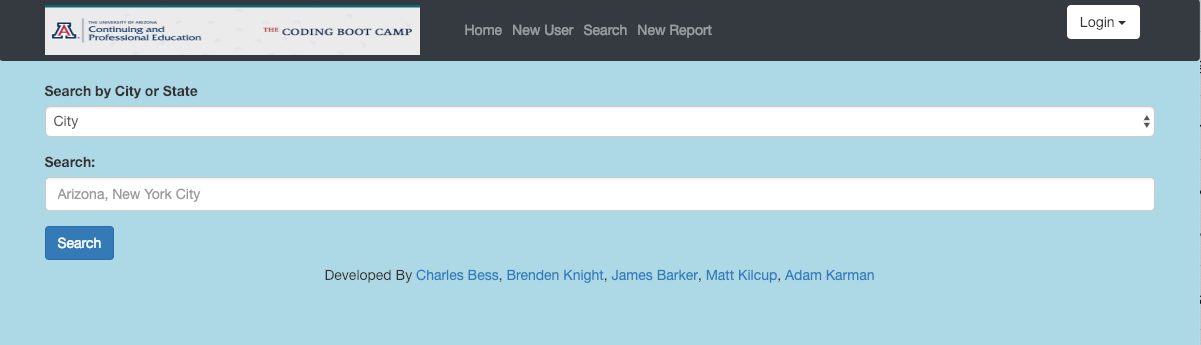 THE UNIVERSITY OF ARIZONA
Continuing and
Professional Education
THE CODING BOOT CAMP
Home New User Search New Report
Login
Search by City or State
City
Search:
Arizona, New York City
Search
Developed By Charles Bess, Brenden Knight, James Barker, Matt Kilcup, Adam Karman